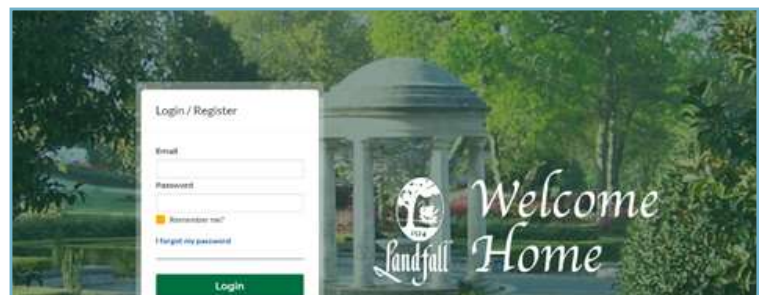 Login / Register
Email
Password
Remember me?
I forgot my password
Login
Landfall
Welcome
Home